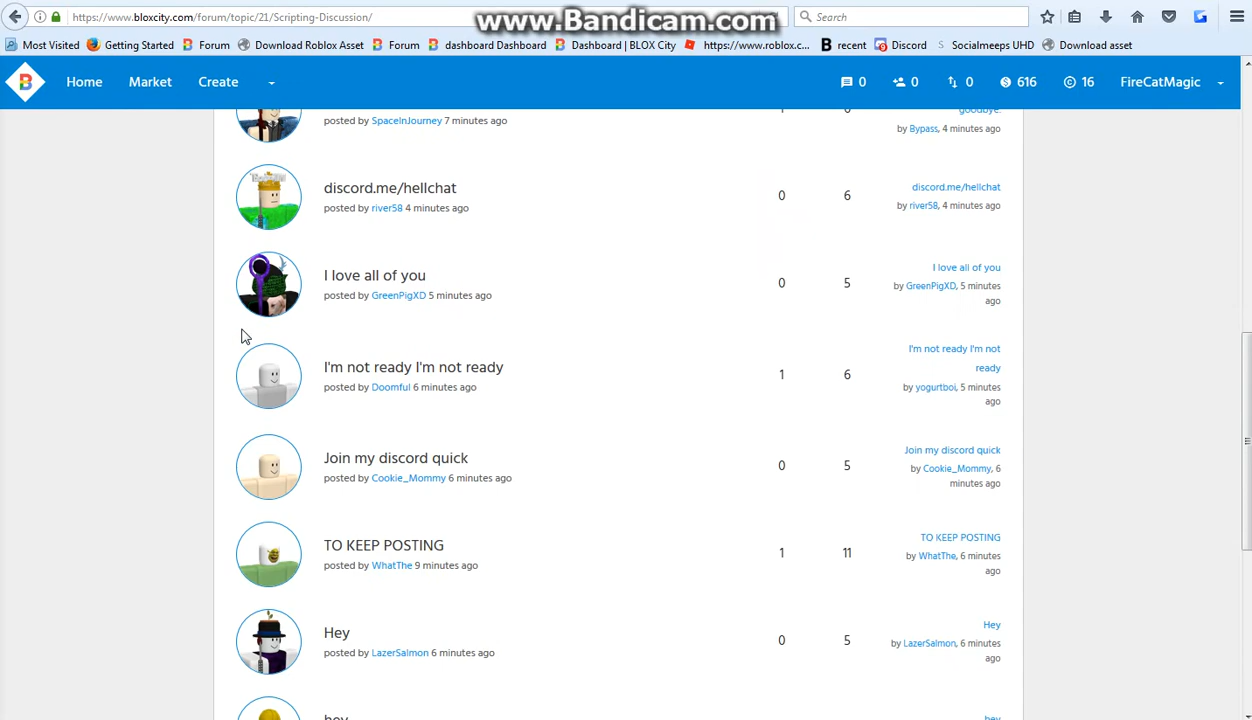 https://www.bloxcity.com/forum/topic/21/Scripting-Discussion/
www.Bandicam.com
Search
Most Visited Getting Started Forum Download Roblox Asset Forum dashboard Dashboard Dashboard | BLOX City https://www.roblox.c... recent Discord Socialmeeps UHD Download asset
B Home Market Create 0 0 0 616 16 FireCatMagic
posted by SpaceInJourney 7 minutes ago
goodbye.
by Bypass, 4 minutes ago
discord.me/hellchat
posted by river58 4 minutes ago
0 6
discord.me/hellchat
by river58, 4 minutes ago
I love all of you
posted by GreenPigXD 5 minutes ago
0 5
I love all of you
by GreenPigXD, 5 minutes
ago
I'm not ready I'm not ready
posted by Doomful 6 minutes ago
1 6
I'm not ready I'm not
ready
by yogurtboi, 5 minutes
ago
Join my discord quick
posted by Cookie_Mommy 6 minutes ago
0 5
Join my discord quick
by Cookie_Mommy, 6
minutes ago
TO KEEP POSTING
posted by WhatThe 9 minutes ago
1 11
TO KEEP POSTING
by WhatThe, 6 minutes
ago
Hey
posted by LazerSalmon 6 minutes ago
0 5
Hey
by LazerSalmon, 6 minutes
ago
hey
hey